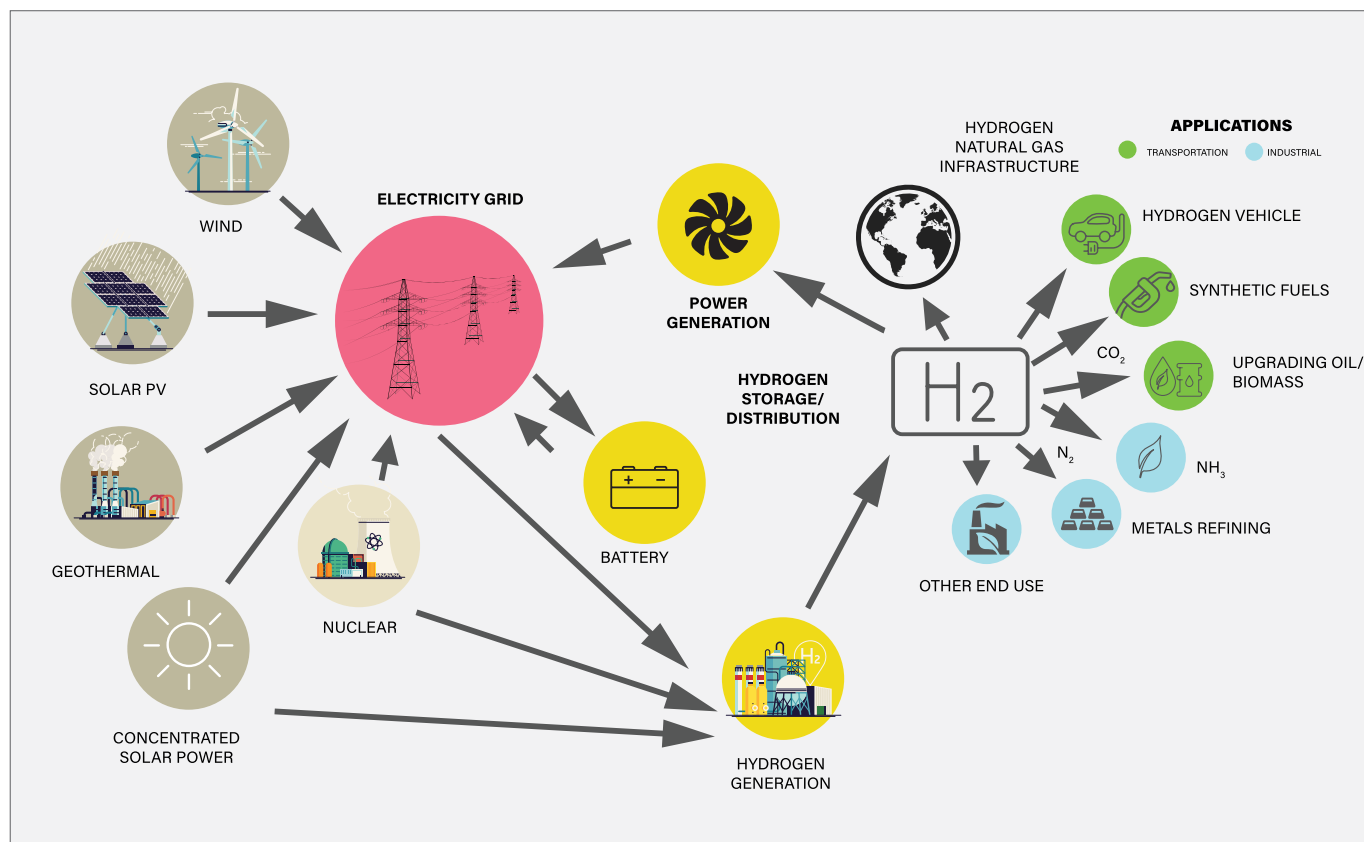 HYDROGEN
NATURAL GAS
INFRASTRUCTURE
APPLICATIONS
TRANSPORTATION
INDUSTRIAL
WIND
ELECTRICITY GRID
HYDROGEN VEHICLE
SYNTHETIC FUELS
SOLAR PV
POWER
GENERATION
CO₂
UPGRADING OIL/
BIOMASS
HYDROGEN
STORAGE/
DISTRIBUTION
H2
N₂
NH₃
METALS REFINING
GEOTHERMAL
BATTERY
OTHER END USE
NUCLEAR
H₂
CONCENTRATED
SOLAR POWER
HYDROGEN
GENERATION